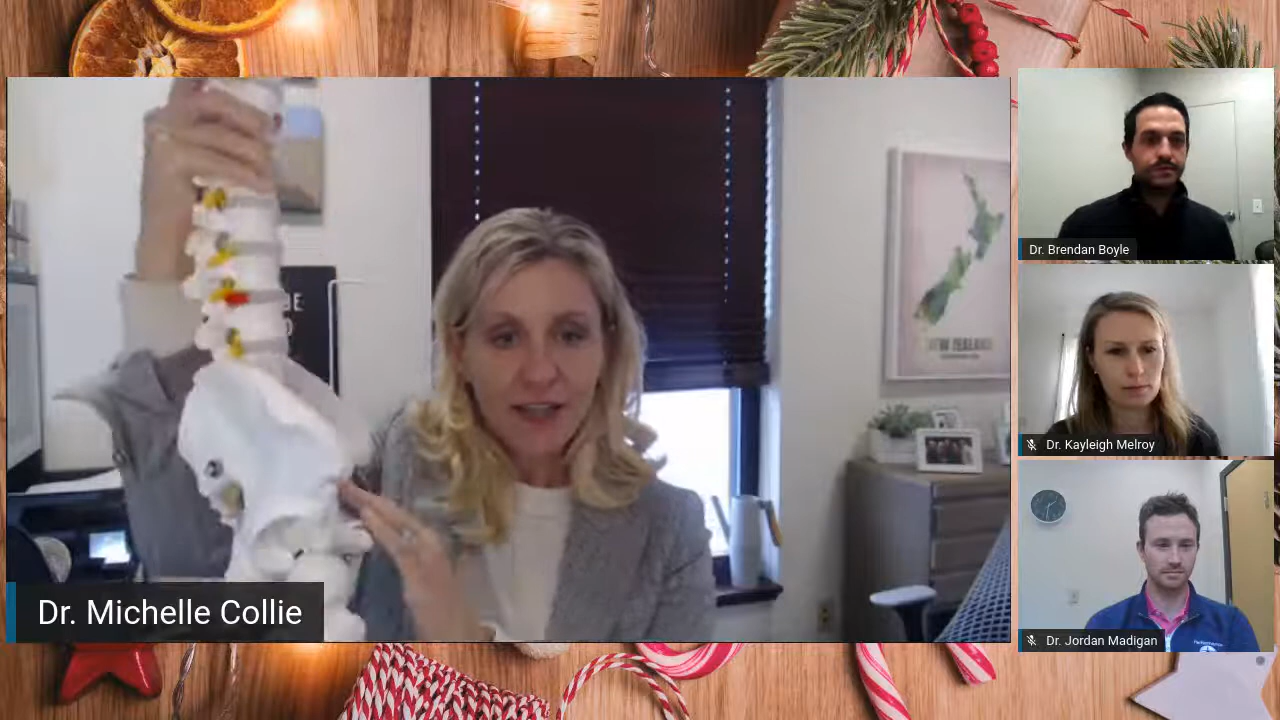 Dr. Michelle Collie
Dr. Brendan Boyle
Dr. Kayleigh Melroy
Dr. Jordan Madigan
NEW ZEALAND